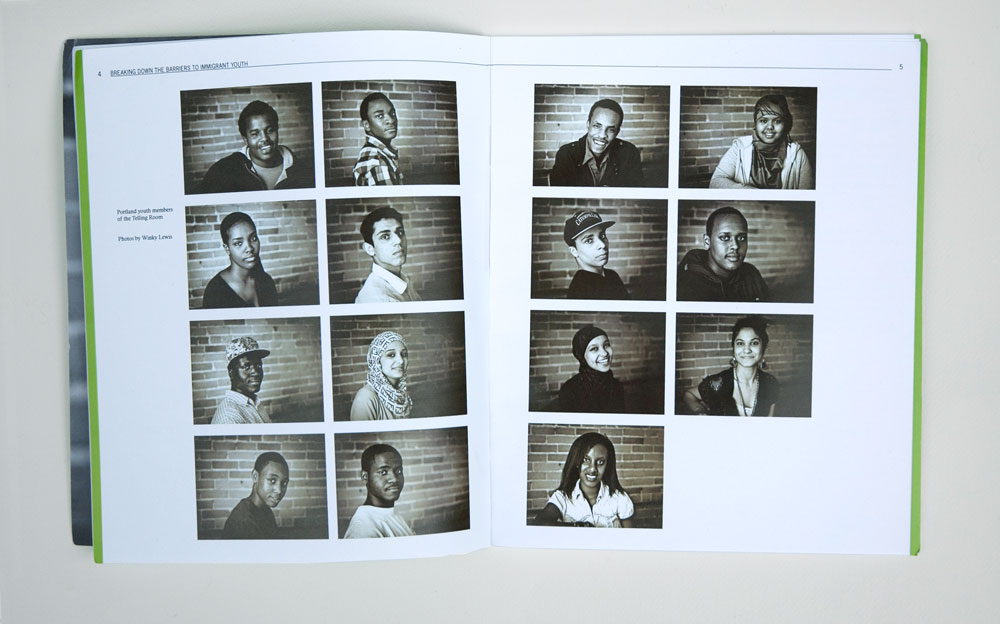 4 BREAKING DOWN THE BARRIERS TO IMMIGRANT YOUTH
5
Portland youth members
of the Telling Room
Photos by Winky Lewis